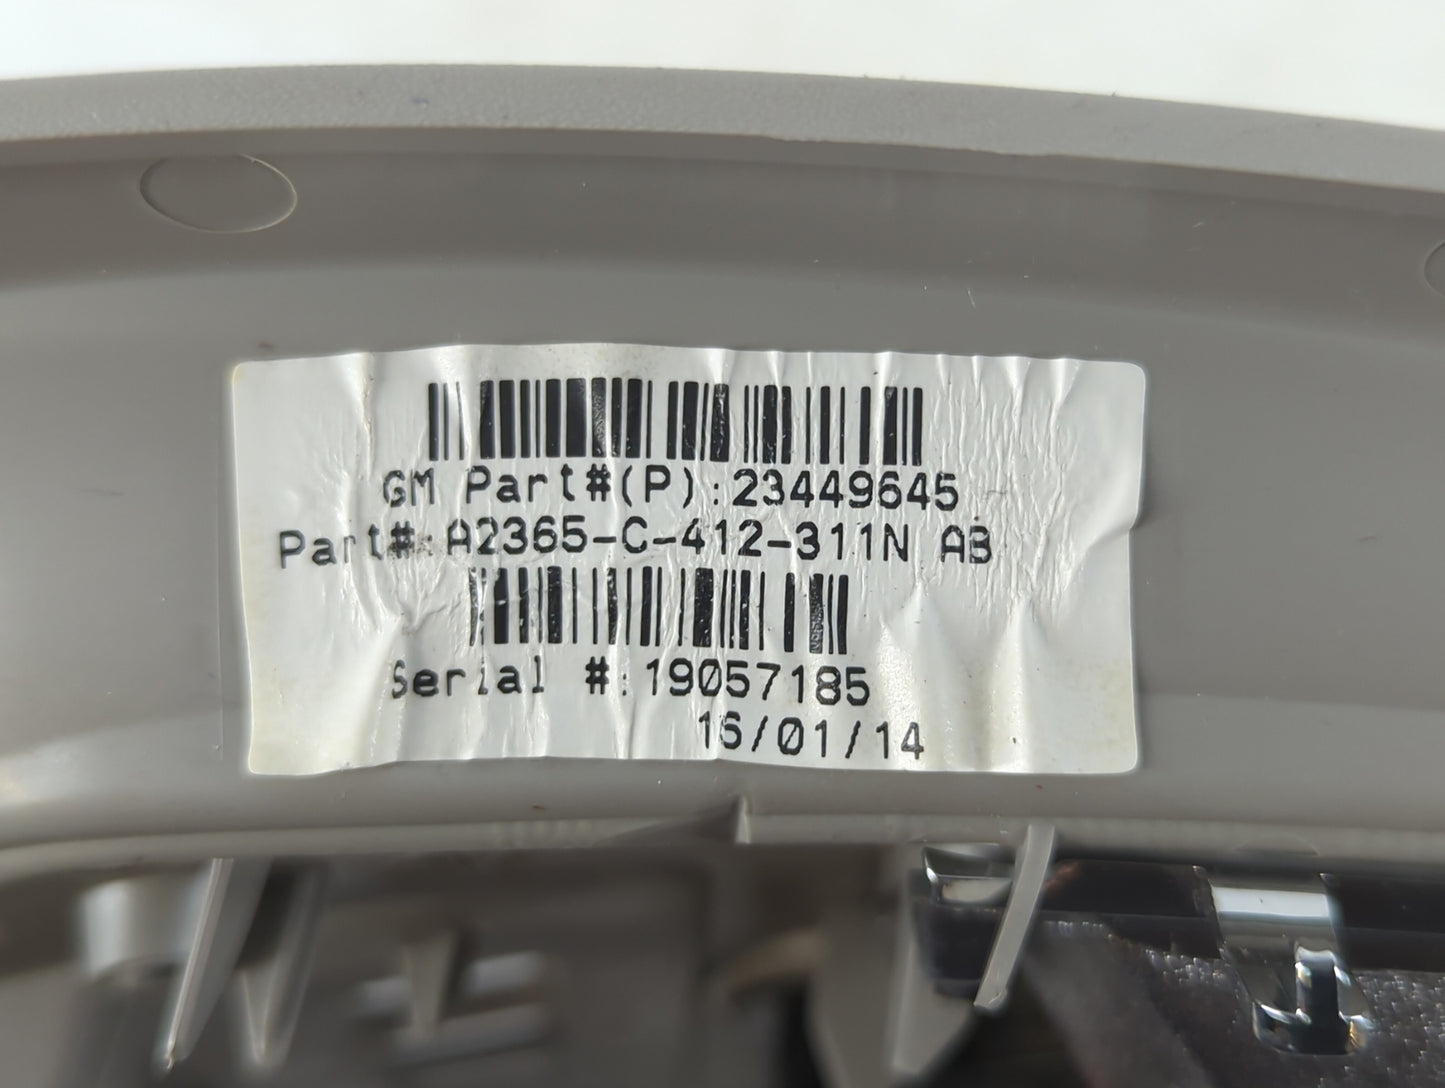 GM Part#(P):23449645
Part#:A2365-C-412-311N AB
Serial #:19057185
16/01/14